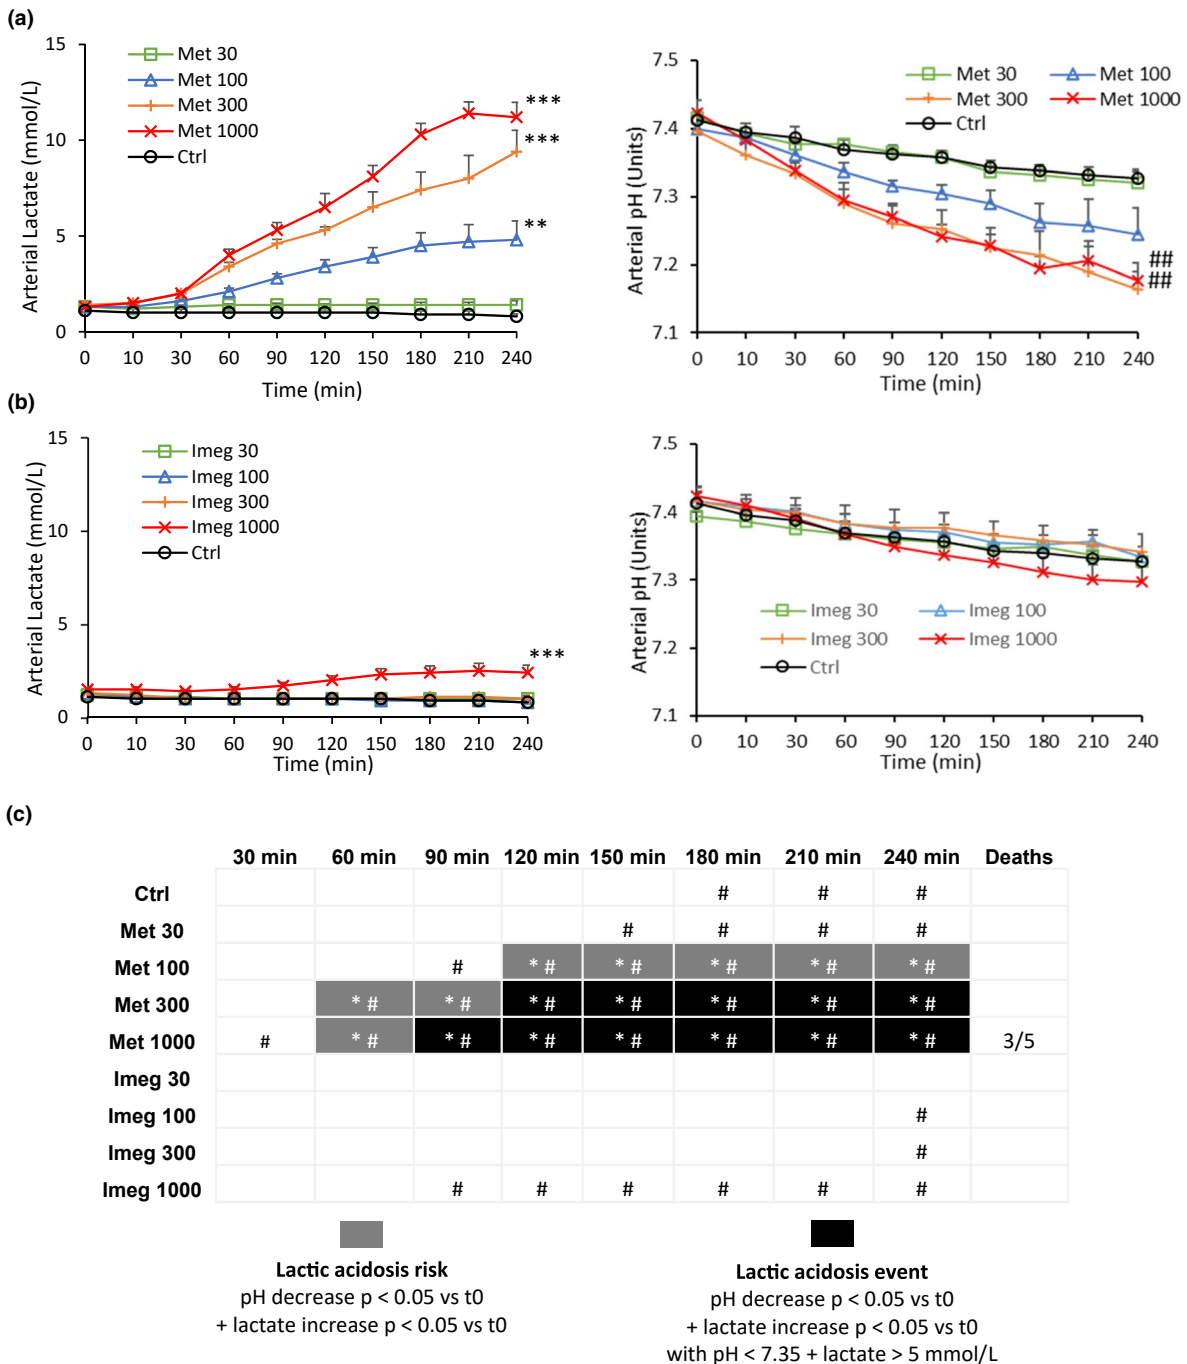 (a)
15
10
5
0
Arterial Lactate (mmol/L)
Met 30
Met 100
Met 300
Met 1000
Ctrl
***
***
**
0 10 30 60 90 120 150 180 210 240
Time (min)
7.5
7.4
7.3
7.2
7.1
Arterial pH (Units)
Met 30 Met 100
Met 300 Met 1000
Ctrl
##
##
0 10 30 60 90 120 150 180 210 240
Time (min)
(b)
15
10
5
0
Arterial Lactate (mmol/L)
Imeg 30
Imeg 100
Imeg 300
Imeg 1000
Ctrl
***
0 10 30 60 90 120 150 180 210 240
Time (min)
7.5
7.4
7.3
7.2
7.1
Arterial pH (Units)
Imeg 30 Imeg 100
Imeg 300 Imeg 1000
Ctrl
0 10 30 60 90 120 150 180 210 240
Time (min)
(c)
30 min 60 min 90 min 120 min 150 min 180 min 210 min 240 min Deaths
Ctrl # # #
Met 30 # # # #
Met 100 # * # * # * # * # * #
Met 300 * # * # * # * # * # * # * #
Met 1000 # * # * # * # * # * # * # * # 3/5
Imeg 30
Imeg 100 #
Imeg 300 #
Imeg 1000 # # # # # #
Lactic acidosis risk
pH decrease p < 0.05 vs t0
+ lactate increase p < 0.05 vs t0
Lactic acidosis event
pH decrease p < 0.05 vs t0
+ lactate increase p < 0.05 vs t0
with pH < 7.35 + lactate > 5 mmol/L